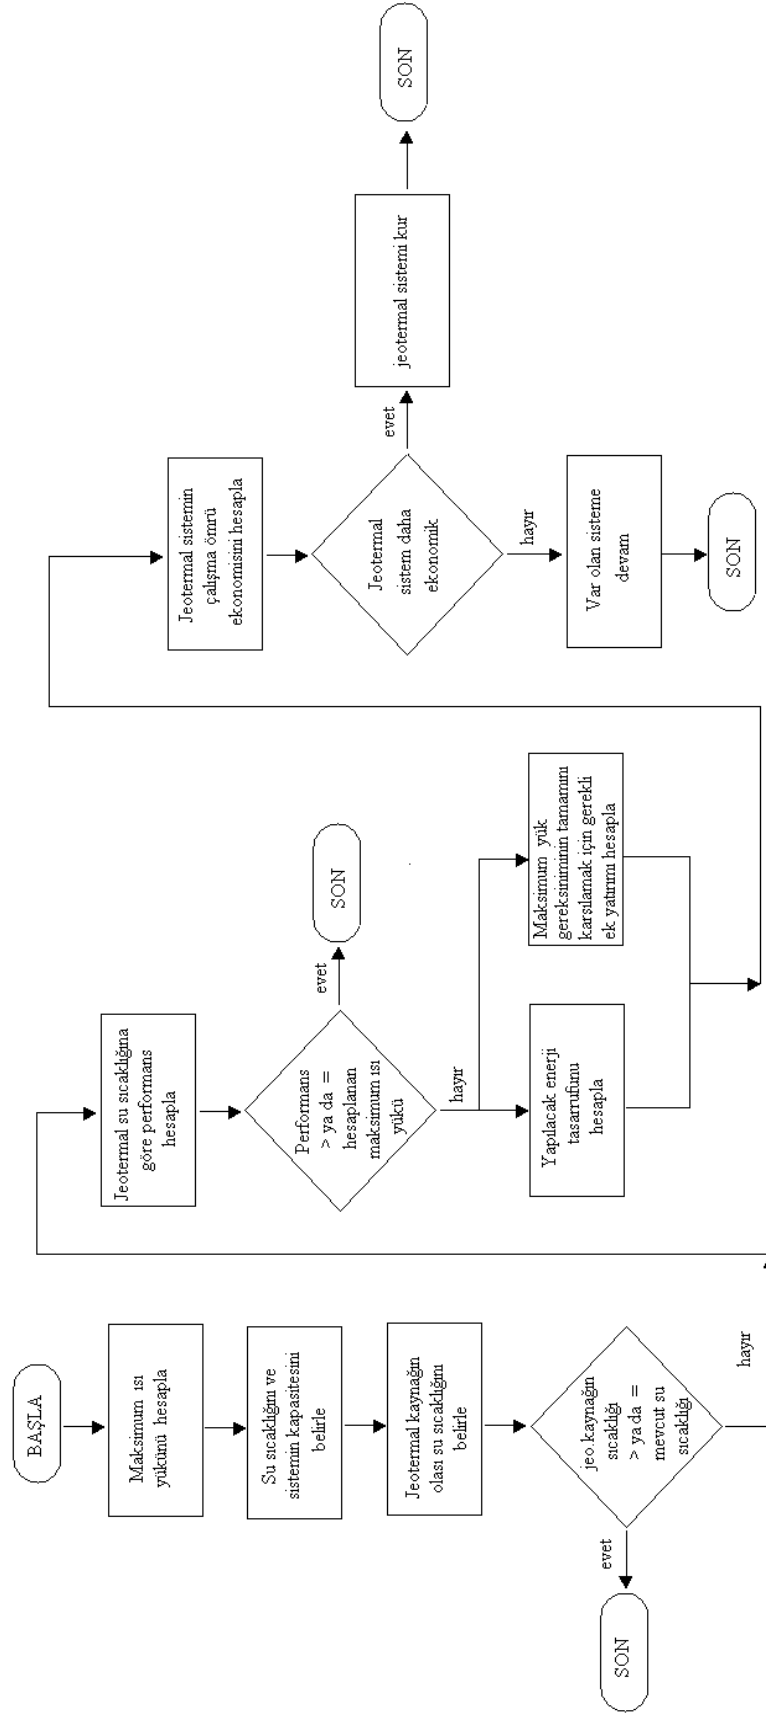 BAŞLA
Maksimum ısı
yükünü hesapla
Su sıcaklığını ve
sistemin kapasitesini
belirle
Jeotermal kaynağın
olası su sıcaklığını
belirle
jeo.kaynağın
sıcaklığı
> ya da =
mevcut su
sıcaklığı
evet
SON
hayır
Jeotermal su sıcaklığına
göre performans
hesapla
Performans
> ya da =
hesaplanan
maksimum ısı
yükü
evet
SON
hayır
Yapılacak enerji
tasarrufunu
hesapla
Maksimum yük
gereksiniminin tamamını
karsılamak için gerekli
ek yatırımı hesapla
Jeotermal sistemin
çalışma ömrü
ekonomisini hesapla
Jeotermal
sistem daha
ekonomik
evet
jeotermal sistemi kur
SON
hayır
Var olan sisteme
devam
SON